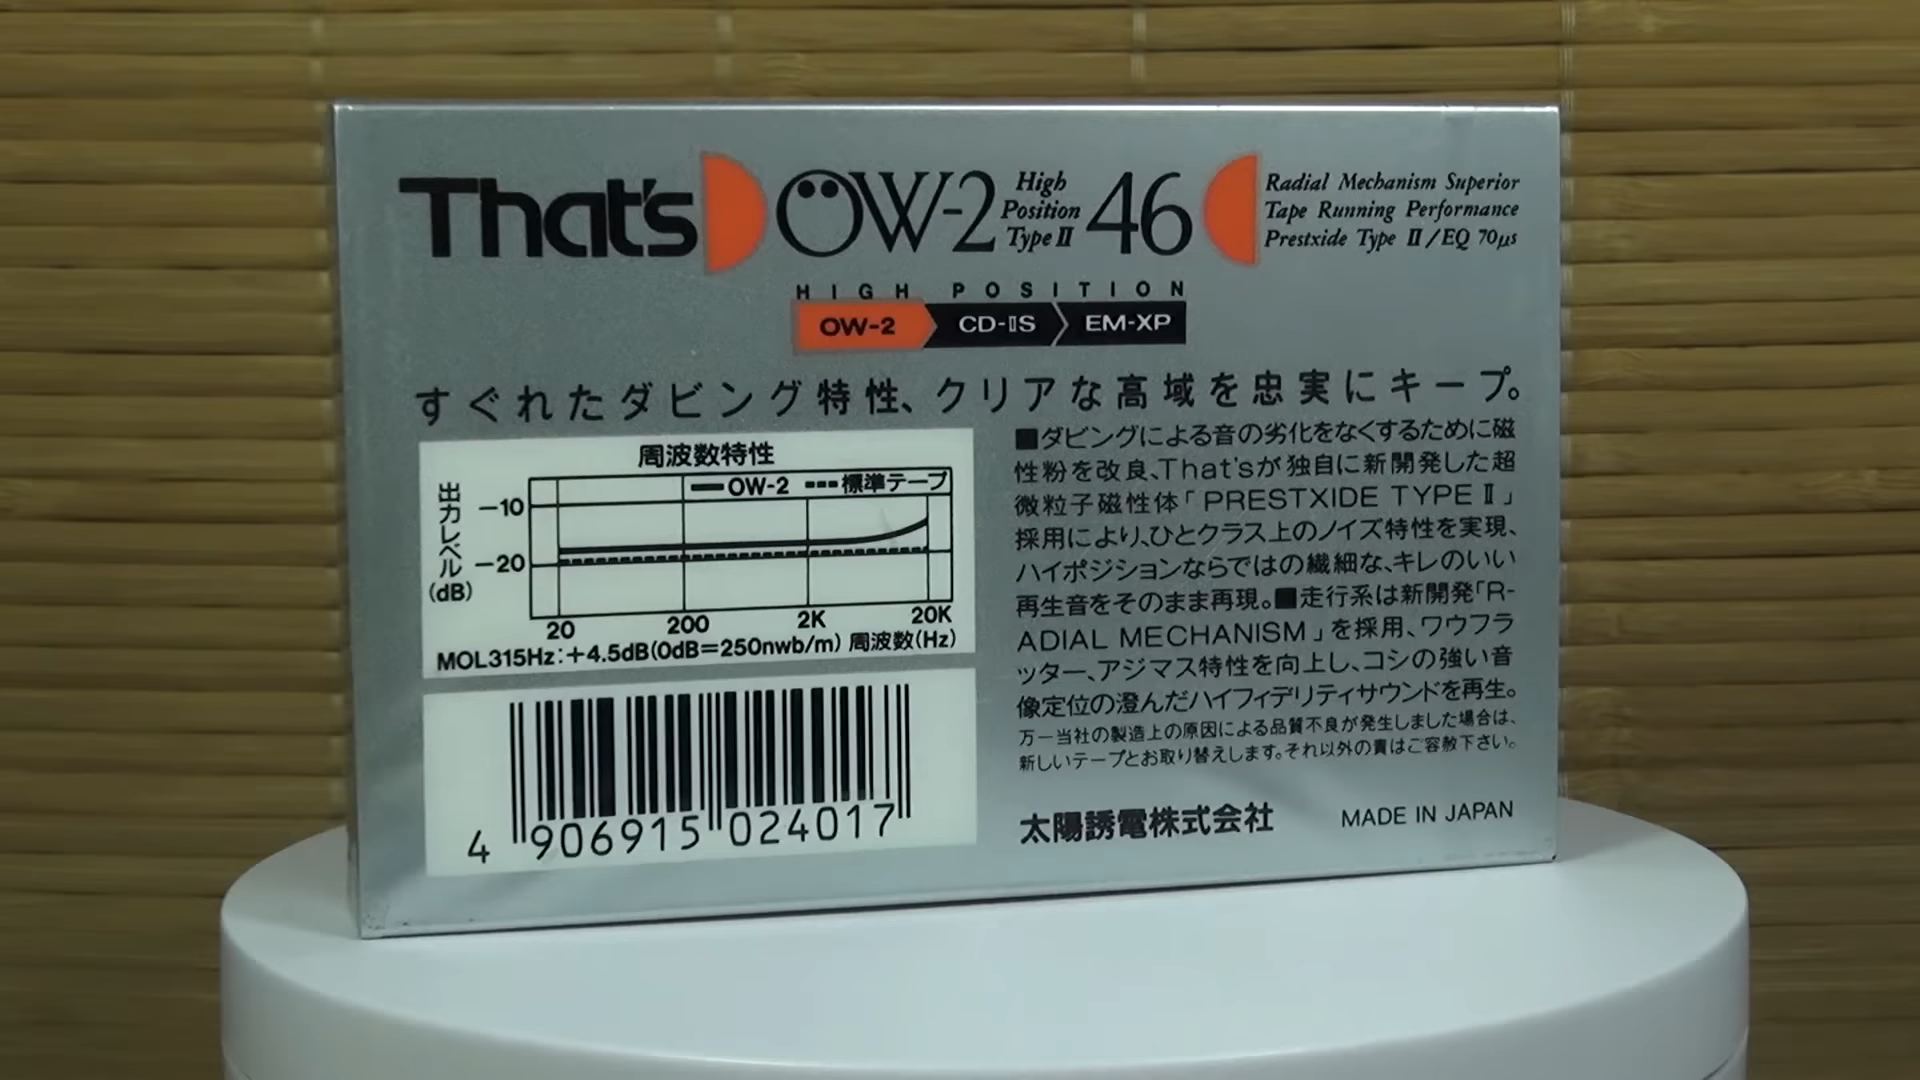 That's OW-2 High Position Type II 46
Radial Mechanism Superior
Tape Running Performance
Prestxide Type II/EQ 70μs
HIGH POSITION
OW-2 CD-IIS EM-XP
すぐれたダビング特性、クリアな高域を忠実にキープ。
周波数特性
OW-2 標準テープ
出力レベル(dB)
-10
-20
20 200 2K 20K
MOL315Hz:+4.5dB(0dB=250nwb/m) 周波数(Hz)
■ダビングによる音の劣化をなくするために磁
性粉を改良、That'sが独自に新開発した超
微粒子磁性体「PRESTXIDE TYPE II」
採用により、ひとクラス上のノイズ特性を実現、
ハイポジションならではの繊細な、キレのいい
再生音をそのまま再現。■走行系は新開発「R-
ADIAL MECHANISM」を採用、ワウフラ
ッター、アジマス特性を向上し、コシの強い音
像定位の澄んだハイフィデリティサウンドを再生。
万一当社の製造上の原因による品質不良が発生しました場合は、
新しいテープとお取り替えします。それ以外の責はご容赦下さい。
4 906915 024017
太陽誘電株式会社 MADE IN JAPAN